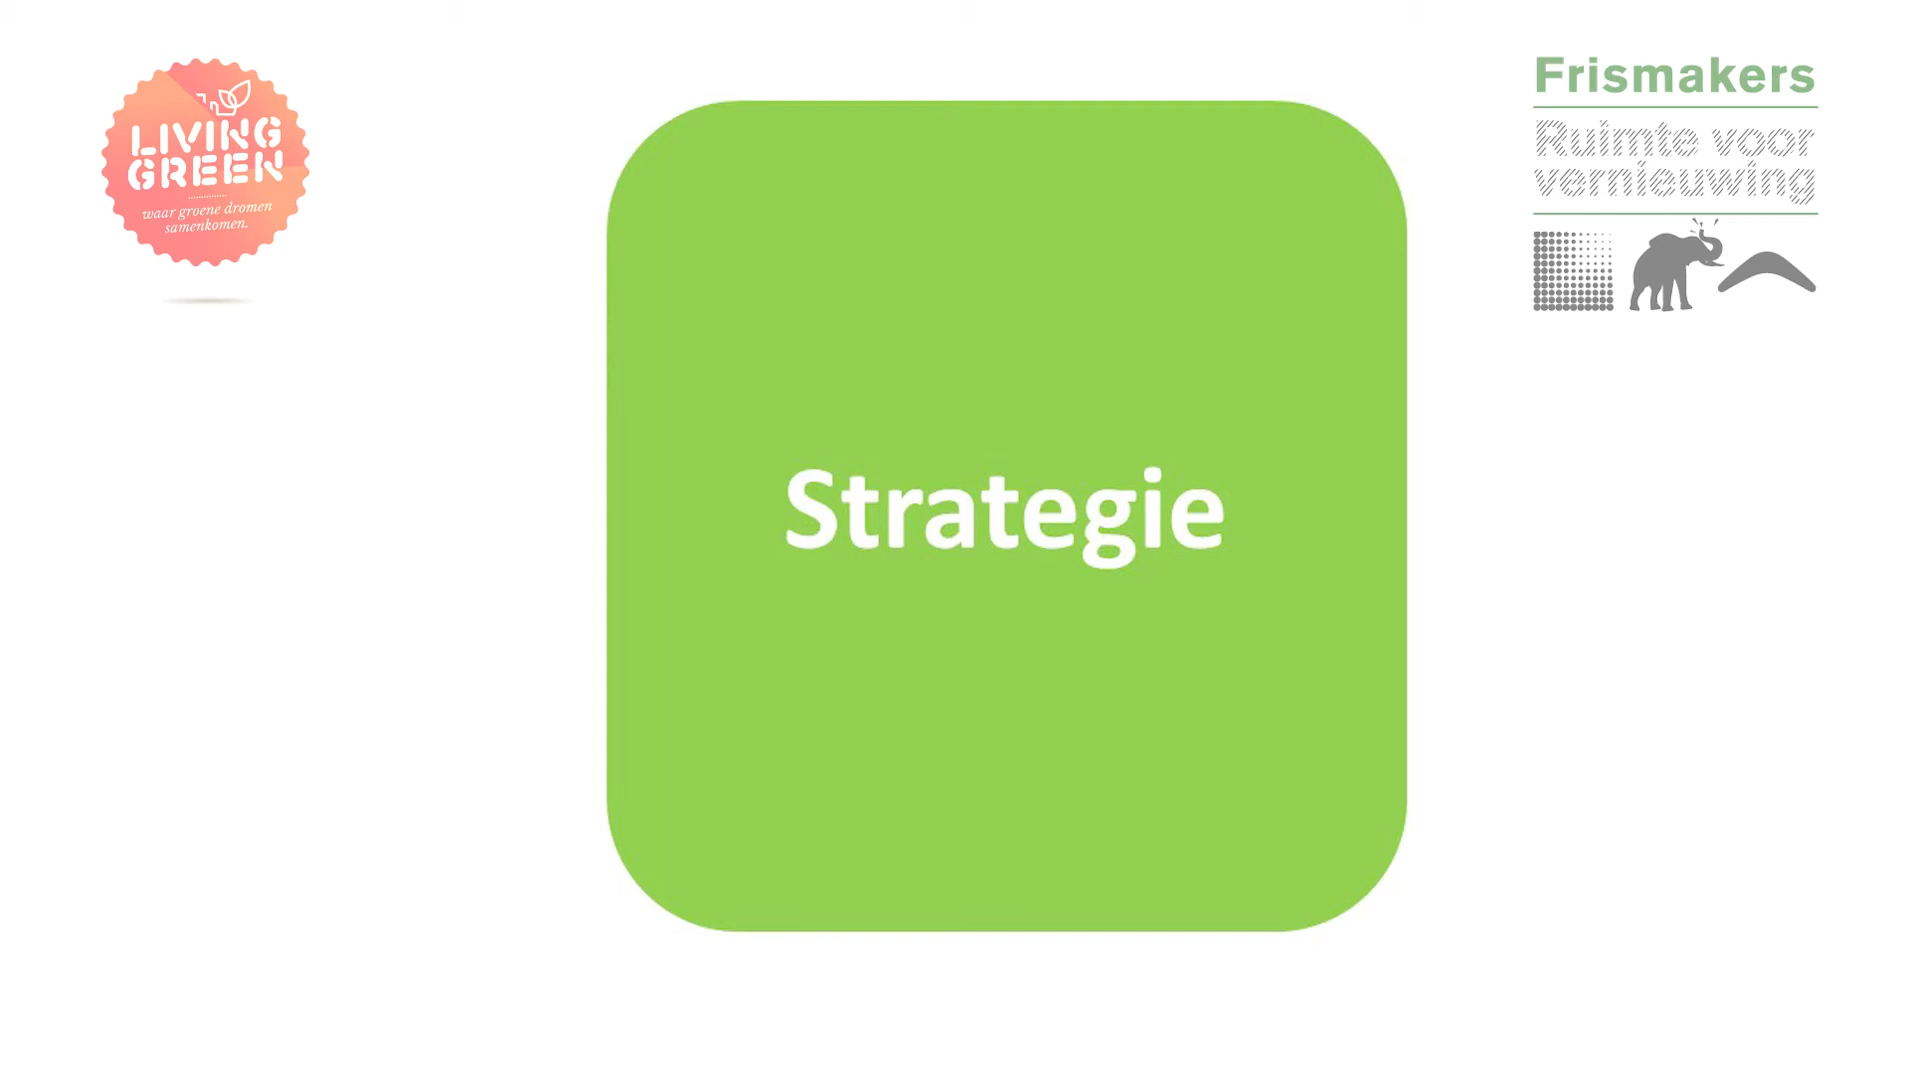 LIVING
GREEN
waar groene dromen
samenkomen.
Frismakers
Ruimte voor
vernieuwing
Strategie